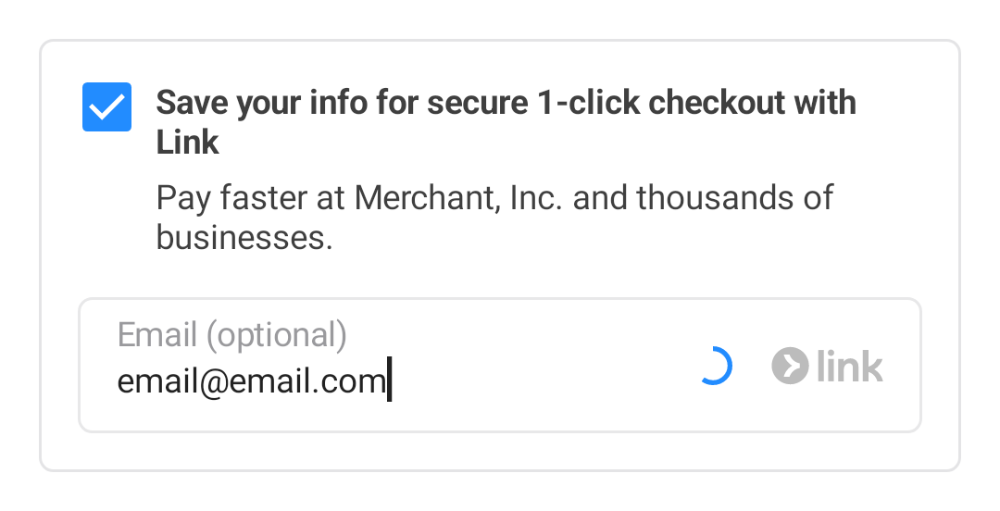 Save your info for secure 1-click checkout with
Link
Pay faster at Merchant, Inc. and thousands of
businesses.
Email (optional)
email@email.com
link